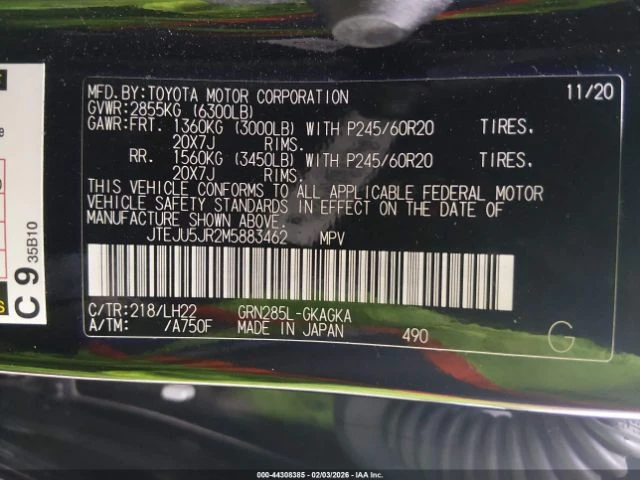 MFD.BY:TOYOTA MOTOR CORPORATION 11/20
GVWR:2855KG (6300LB)
GAWR:FRT. 1360KG (3000LB) WITH P245/60R20 TIRES.
20X7J RIMS.
RR. 1560KG (3450LB) WITH P245/60R20 TIRES.
20X7J RIMS.
THIS VEHICLE CONFORMS TO ALL APPLICABLE FEDERAL MOTOR
VEHICLE SAFETY STANDARDS IN EFFECT ON THE DATE OF
MANUFACTURE SHOWN ABOVE.
JTEJU5JR2M5883462 MPV
C/TR:218/LH22 GRN285L-GKAGKA
A/TM: /A750F MADE IN JAPAN 490 G
C9 35B10
000-44308385 - 02/03/2026 - IAA Inc.